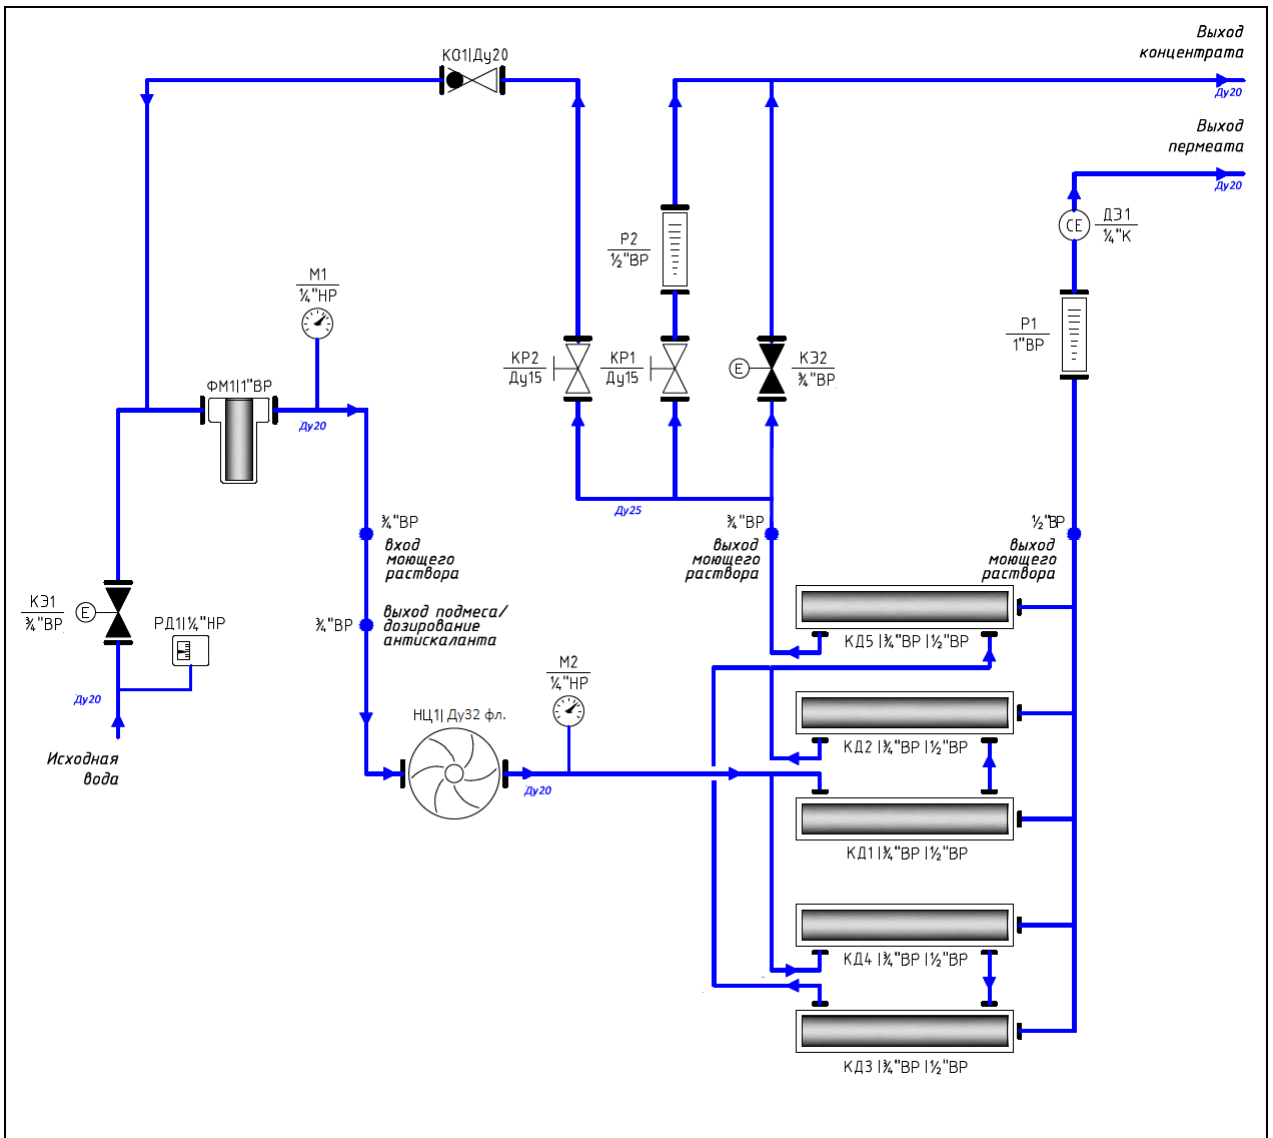 Выход
концентрата
Ду20
Выход
пермеата
Ду20
КО1|Ду20
ДЭ1
¼"К
Р2
½"ВР
М1
¼"НР
Р1
1"ВР
КР2
Ду15
КР1
Ду15
Е
КЭ2
¾"ВР
СЕ
ФМ1|1"ВР
Ду20
Ду25
¾"ВР
вход
моющего
раствора
¾"ВР
выход
моющего
раствора
½"ВР
выход
моющего
раствора
КЭ1
¾"ВР
Е
РД1|¼"НР
¾"ВР
выход подмеса/
дозирование
антискаланта
КД5 |¾"ВР |½"ВР
М2
¼"НР
Ду20
НЦ1| Ду32 фл.
Исходная
вода
КД2 |¾"ВР |½"ВР
Ду20
КД1 |¾"ВР |½"ВР
КД4 |¾"ВР |½"ВР
КД3 |¾"ВР |½"ВР